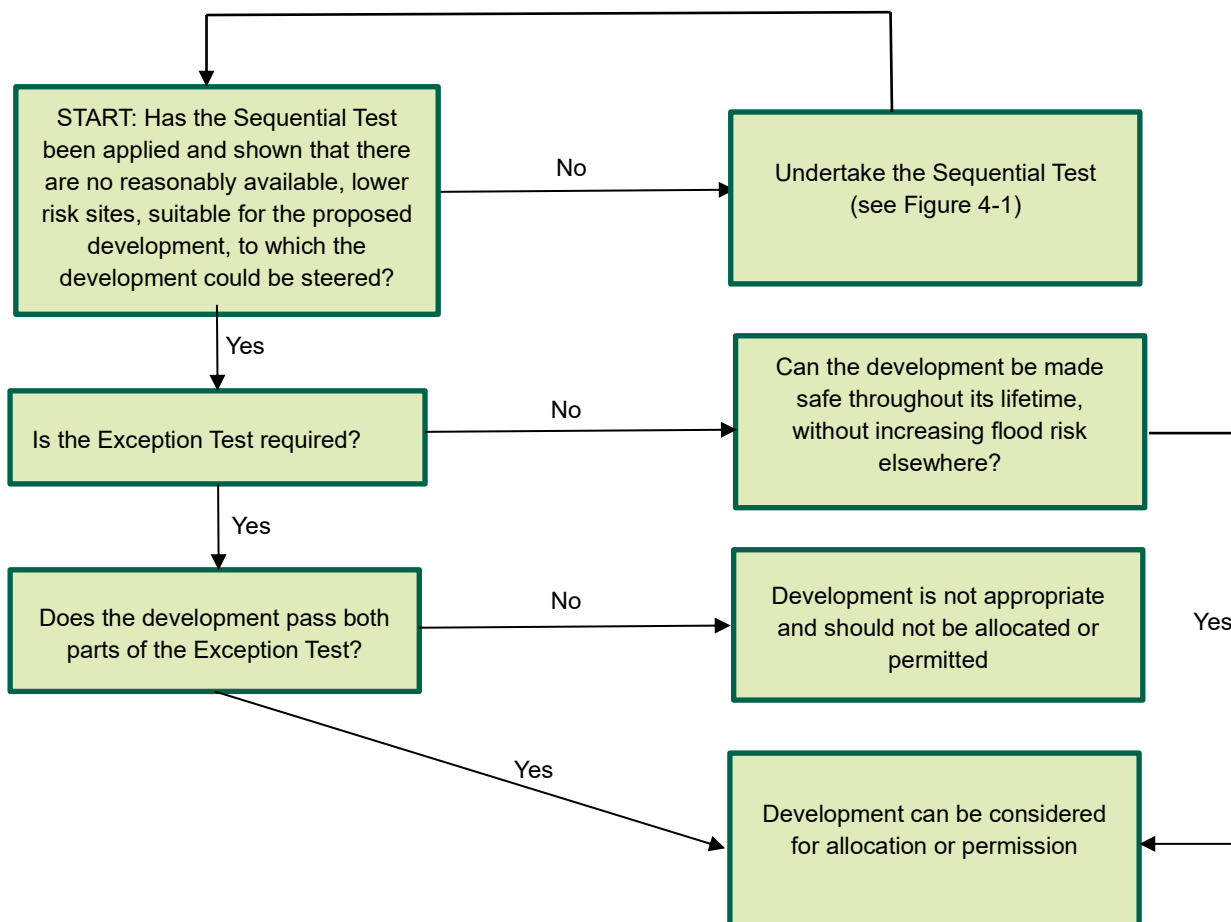 START: Has the Sequential Test
been applied and shown that there
are no reasonably available, lower
risk sites, suitable for the proposed
development, to which the
development could be steered?
No
Undertake the Sequential Test
(see Figure 4-1)
Yes
Is the Exception Test required?
No
Can the development be made
safe throughout its lifetime,
without increasing flood risk
elsewhere?
Yes
Does the development pass both
parts of the Exception Test?
No
Development is not appropriate
and should not be allocated or
permitted
Yes
Yes
Development can be considered
for allocation or permission